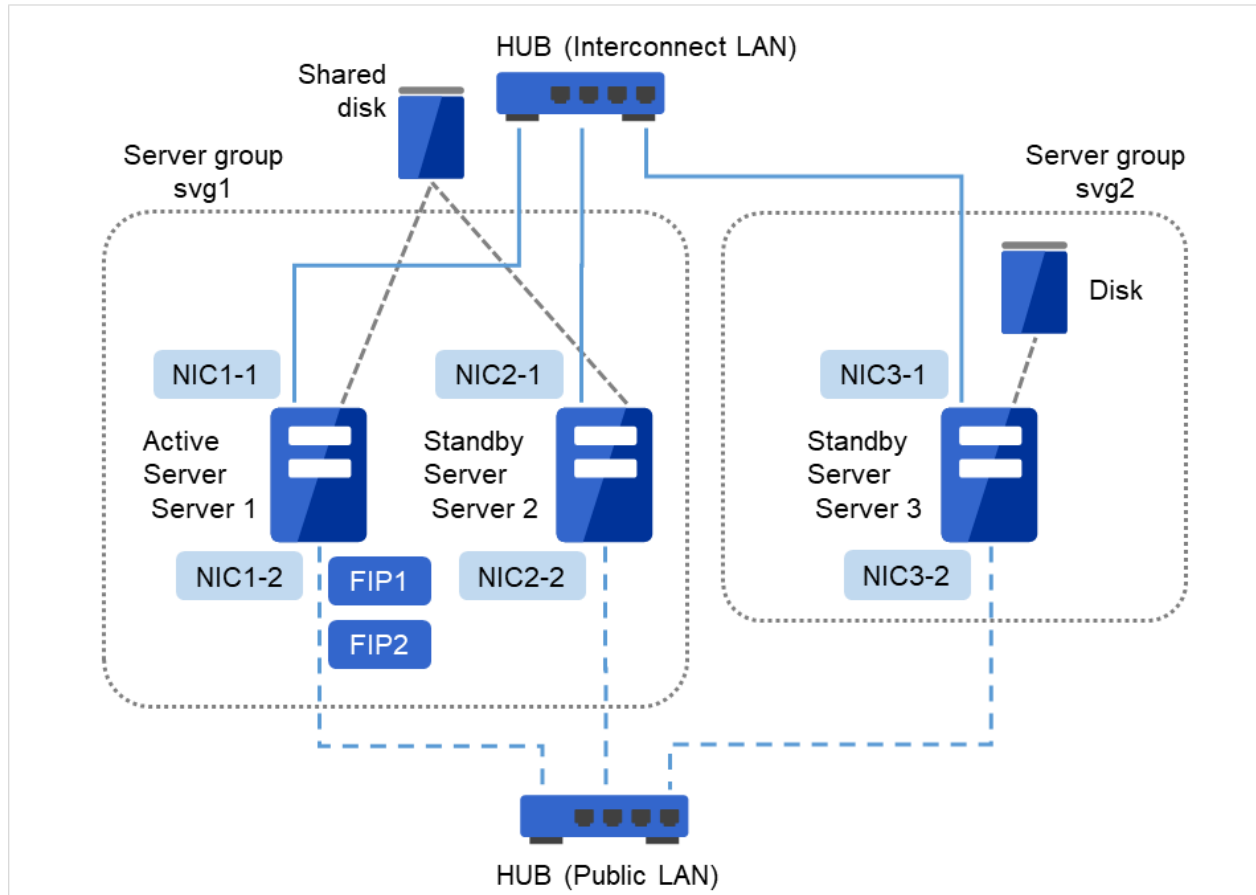 HUB (Interconnect LAN)
Shared
disk
Server group
svg1
Server group
svg2
Disk
NIC1-1
NIC2-1
NIC3-1
Active
Server
Server 1
Standby
Server
Server 2
Standby
Server
Server 3
NIC1-2
FIP1
NIC2-2
NIC3-2
FIP2
HUB (Public LAN)